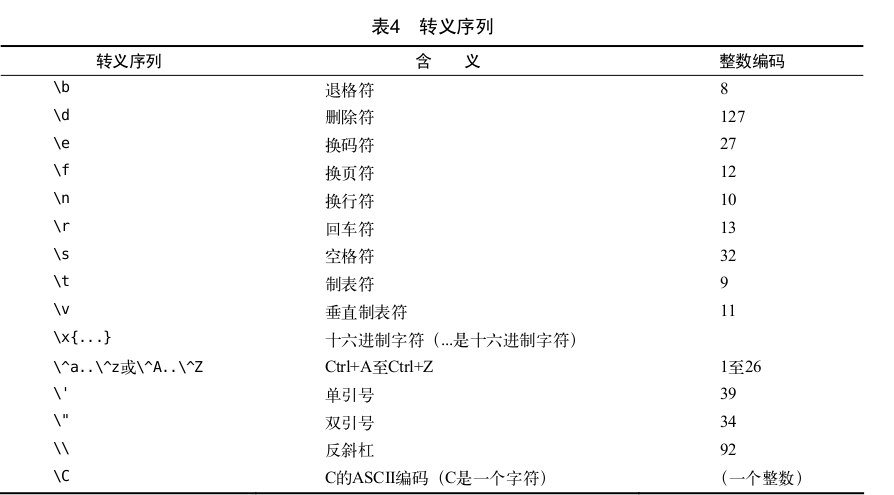 表4 转义序列
转义序列 含 义 整数编码
\b 退格符 8
\d 删除符 127
\e 换码符 27
\f 换页符 12
\n 换行符 10
\r 回车符 13
\s 空格符 32
\t 制表符 9
\v 垂直制表符 11
\x{...} 十六进制字符（...是十六进制字符）
\^a..\^z或\^A..\^Z Ctrl+A至Ctrl+Z 1至26
\' 单引号 39
\" 双引号 34
\\ 反斜杠 92
\C C的ASCII编码（C是一个字符） （一个整数）